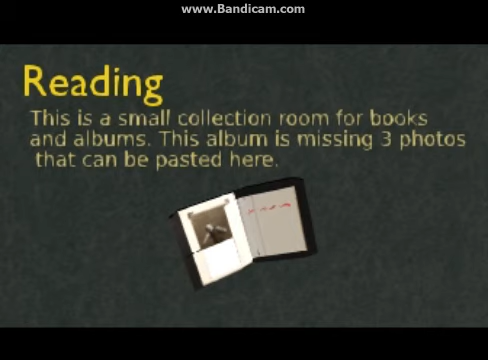 www.Bandicam.com
Reading
This is a small collection room for books
and albums. This album is missing 3 photos
that can be pasted here.